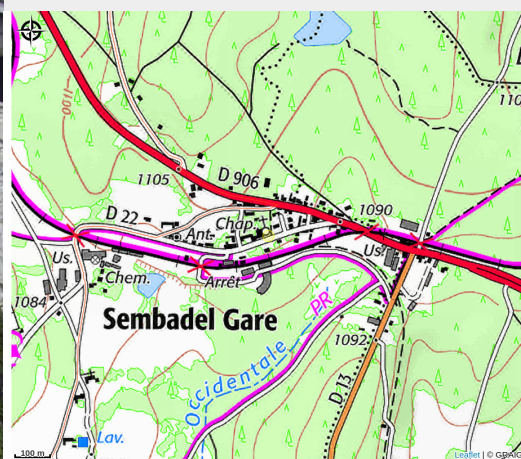 1100
110
1105
D 906
D 22
1090
Chap.
Ant.
Us.
Us.
Chem.
Arrêt
1084
Sembadel Gare
PR
1092
Occidentale
D 13
Lav.
100 m
Leaflet | © GRAIG